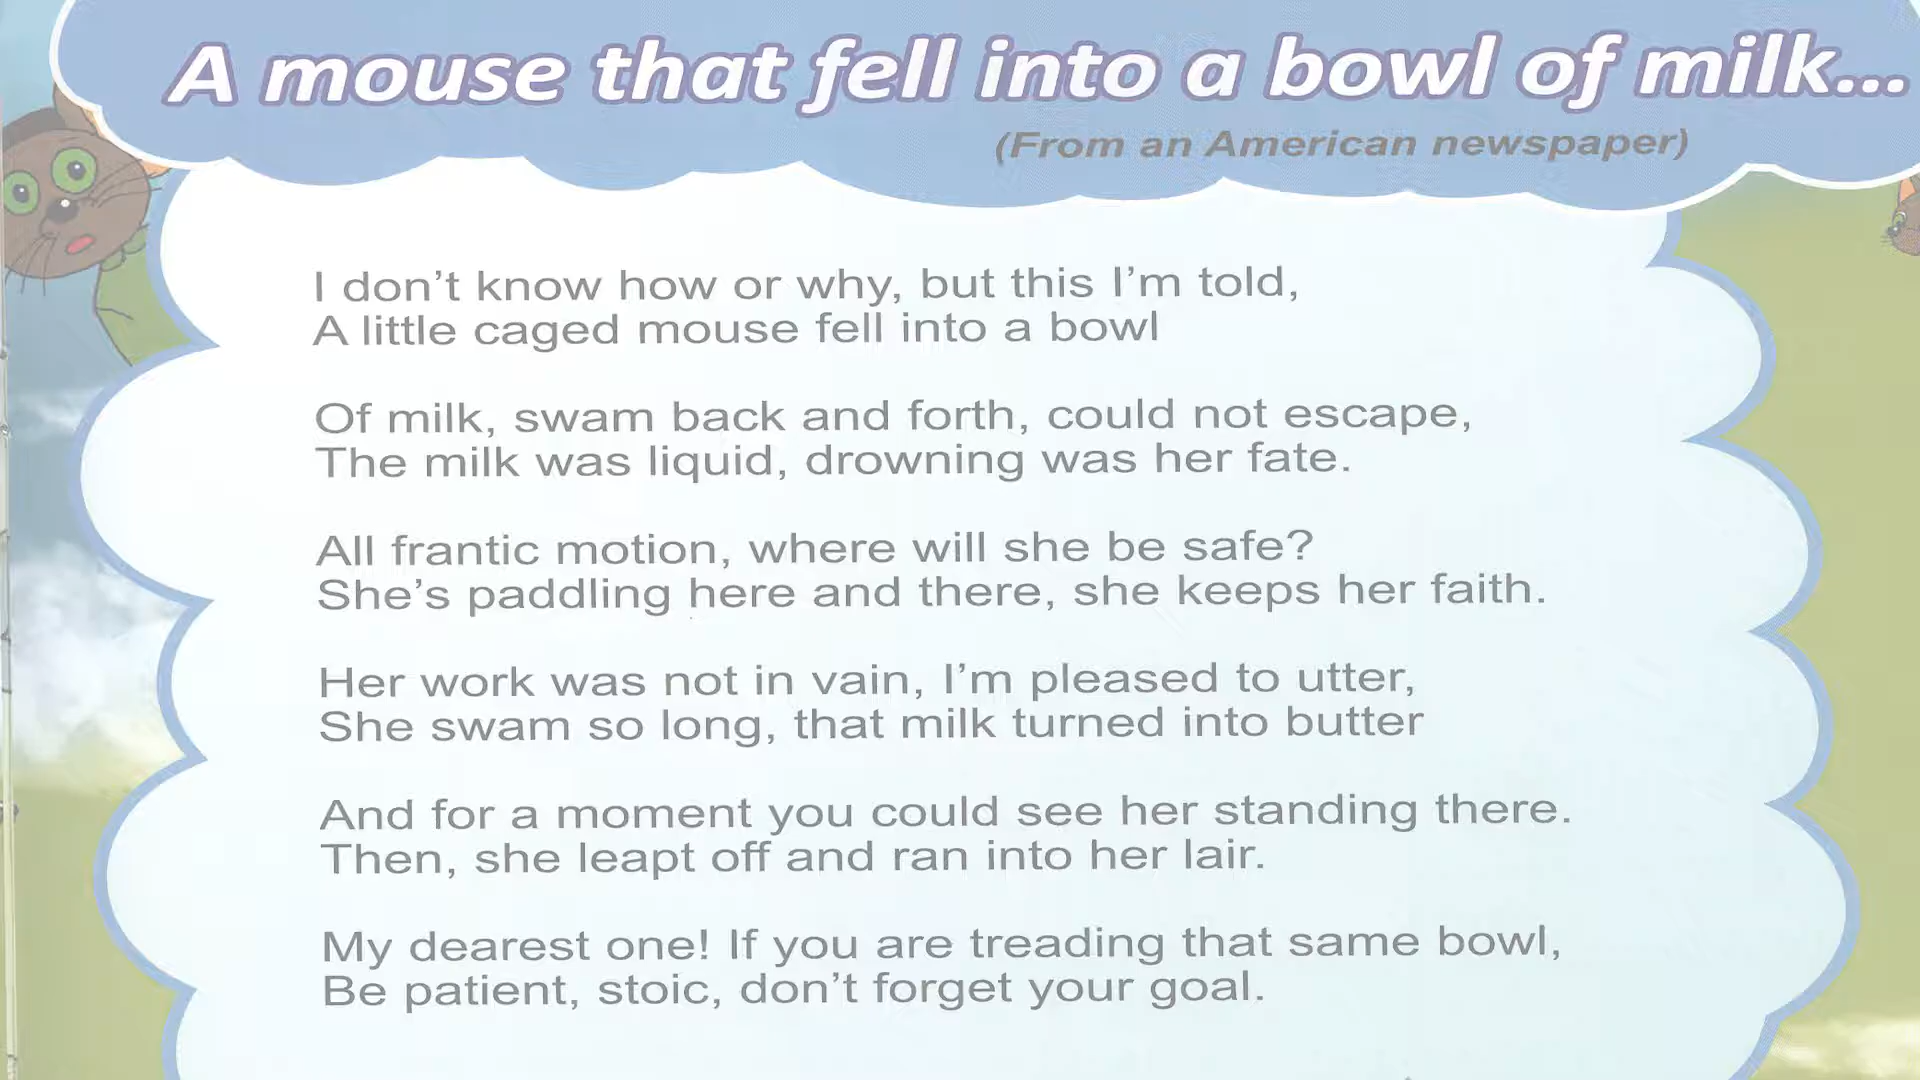 A mouse that fell into a bowl of milk...
(From an American newspaper)
I don't know how or why, but this I'm told,
A little caged mouse fell into a bowl
Of milk, swam back and forth, could not escape,
The milk was liquid, drowning was her fate.
All frantic motion, where will she be safe?
She's paddling here and there, she keeps her faith.
Her work was not in vain, I'm pleased to utter,
She swam so long, that milk turned into butter
And for a moment you could see her standing there.
Then, she leapt off and ran into her lair.
My dearest one! If you are treading that same bowl,
Be patient, stoic, don't forget your goal.